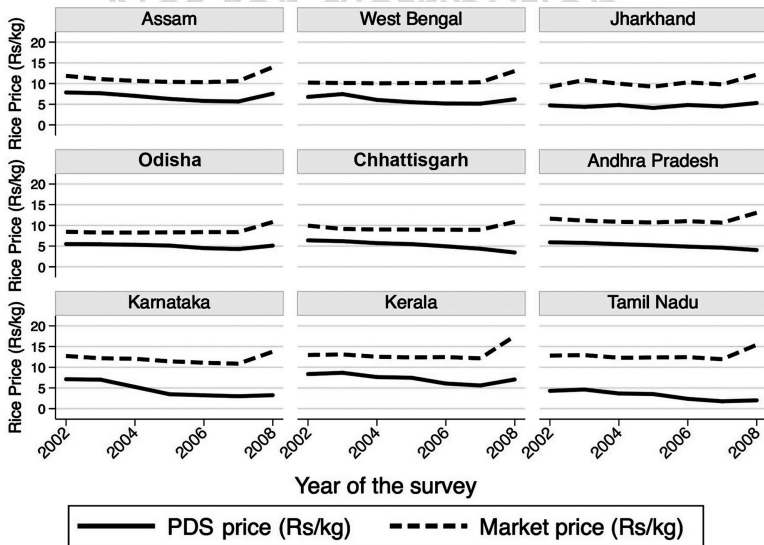 Assam West Bengal Jharkhand
Rice Price (Rs/kg)
20
15
10
5
0
Odisha Chhattisgarh Andhra Pradesh
Rice Price (Rs/kg)
20
15
10
5
0
Karnataka Kerala Tamil Nadu
Rice Price (Rs/kg)
20
15
10
5
0
2002 2004 2006 2008 2002 2004 2006 2008 2002 2004 2006 2008
Year of the survey
PDS price (Rs/kg) Market price (Rs/kg)